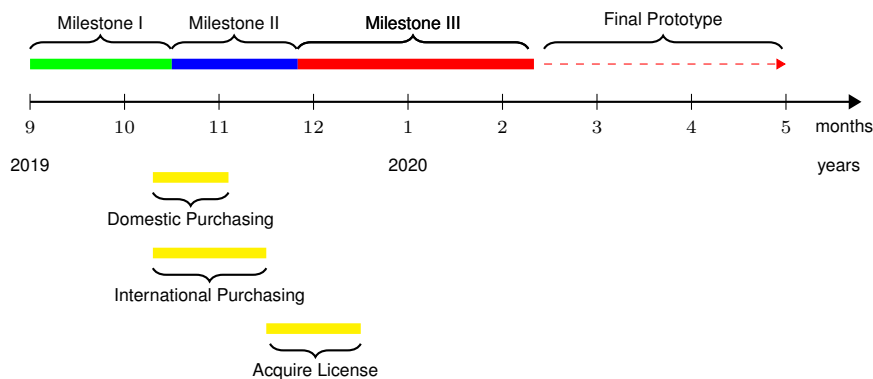 Milestone I Milestone II Milestone III Final Prototype
9 10 11 12 1 2 3 4 5 months
2019 2020 years
Domestic Purchasing
International Purchasing
Acquire License